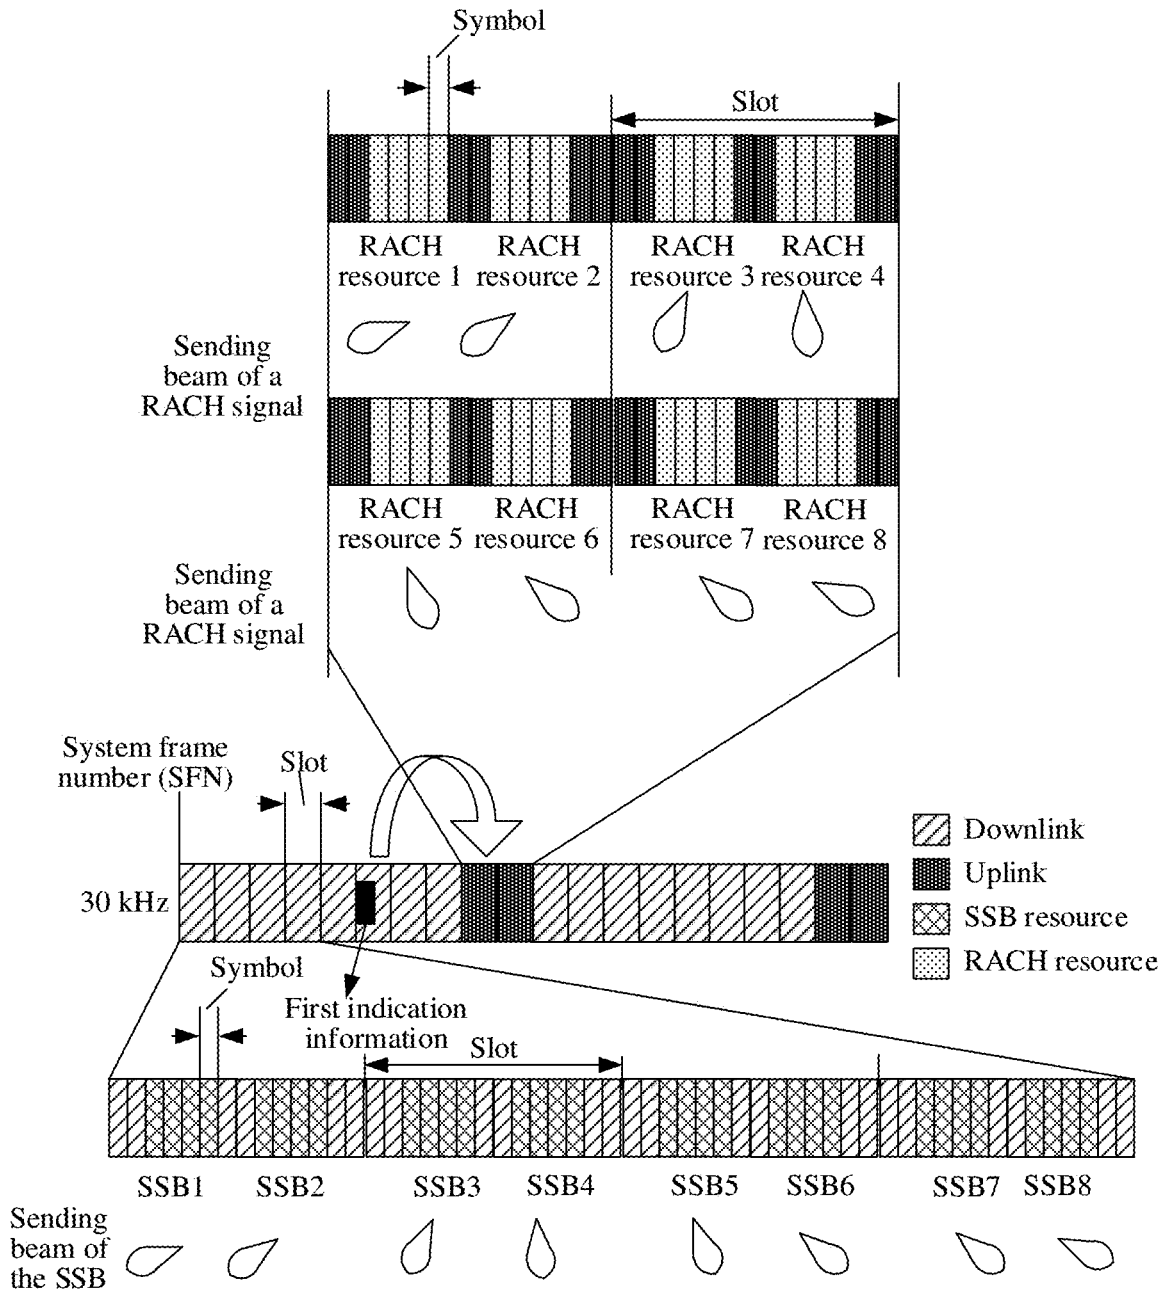 Symbol
Slot
RACH
resource 1
RACH
resource 2
RACH
resource 3
RACH
resource 4
Sending
beam of a
RACH signal
RACH
resource 5
RACH
resource 6
RACH
resource 7
RACH
resource 8
Sending
beam of a
RACH signal
System frame
number (SFN)
Slot
30 kHz
Downlink
Uplink
SSB resource
RACH resource
Symbol
First indication
information
Slot
SSB1 SSB2 SSB3 SSB4 SSB5 SSB6 SSB7 SSB8
Sending
beam of
the SSB